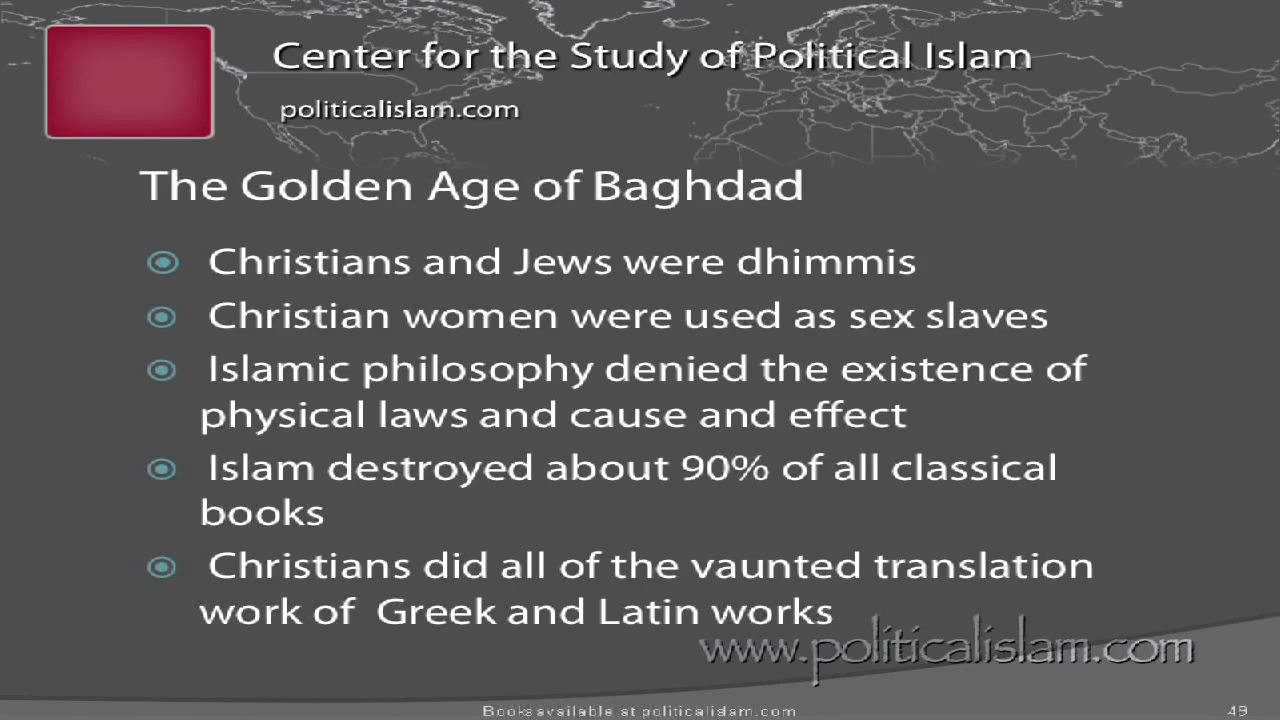 Center for the Study of Political Islam
politicalislam.com
The Golden Age of Baghdad
Christians and Jews were dhimmis
Christian women were used as sex slaves
Islamic philosophy denied the existence of
physical laws and cause and effect
Islam destroyed about 90% of all classical
books
Christians did all of the vaunted translation
work of Greek and Latin works
www.politicalislam.com
Books available at politicalislam.com
49